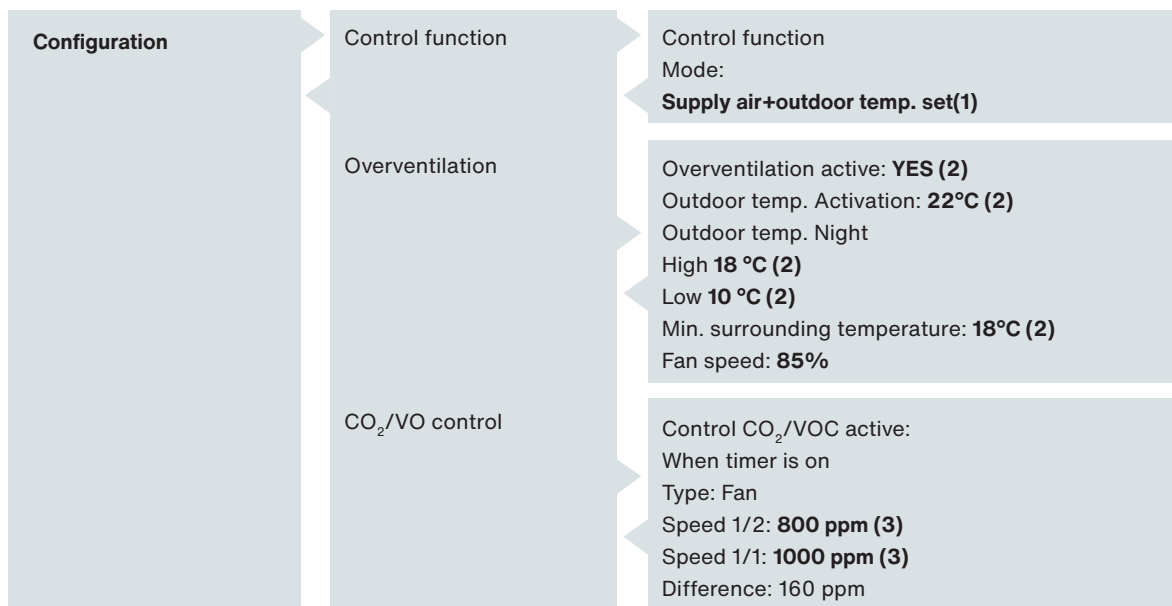 Configuration
Control function
Control function
Mode:
Supply air+outdoor temp. set(1)
Overventilation
Overventilation active: YES (2)
Outdoor temp. Activation: 22°C (2)
Outdoor temp. Night
High 18 °C (2)
Low 10 °C (2)
Min. surrounding temperature: 18°C (2)
Fan speed: 85%
CO₂/VO control
Control CO₂/VOC active:
When timer is on
Type: Fan
Speed 1/2: 800 ppm (3)
Speed 1/1: 1000 ppm (3)
Difference: 160 ppm